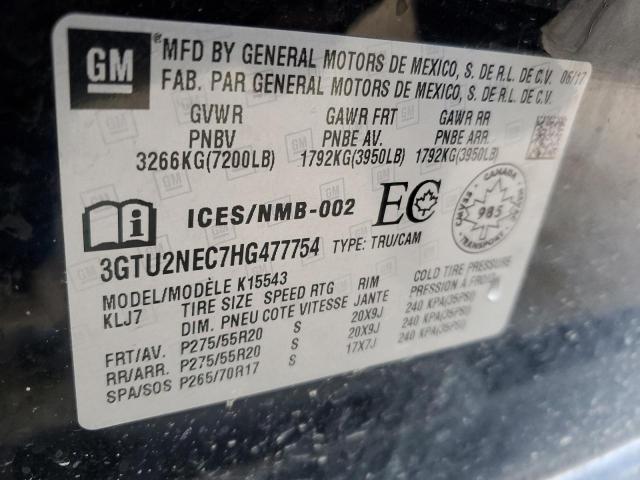 GM
® MFD BY GENERAL MOTORS DE MEXICO, S. DE R.L. DE C.V. 06/17
FAB. PAR GENERAL MOTORS DE MEXICO, S. DE R.L. DE C.V.
GVWR GAWR FRT GAWR RR
PNBV PNBE AV. PNBE ARR.
3266KG(7200LB) 1792KG(3950LB) 1792KG(3950LB)
ICES/NMB-002 EC
CANADA
985
TRANSPORT
3GTU2NEC7HG477754 TYPE: TRU/CAM
MODEL/MODÈLE K15543
KLJ7 TIRE SIZE SPEED RTG RIM COLD TIRE PRESSURE
DIM. PNEU COTE VITESSE JANTE PRESSION À FROID
FRT/AV. P275/55R20 S 20X9J 240 KPA(35PSI)
RR/ARR. P275/55R20 S 20X9J 240 KPA(35PSI)
SPA/SOS P265/70R17 S 17X7J 240 KPA(35PSI)